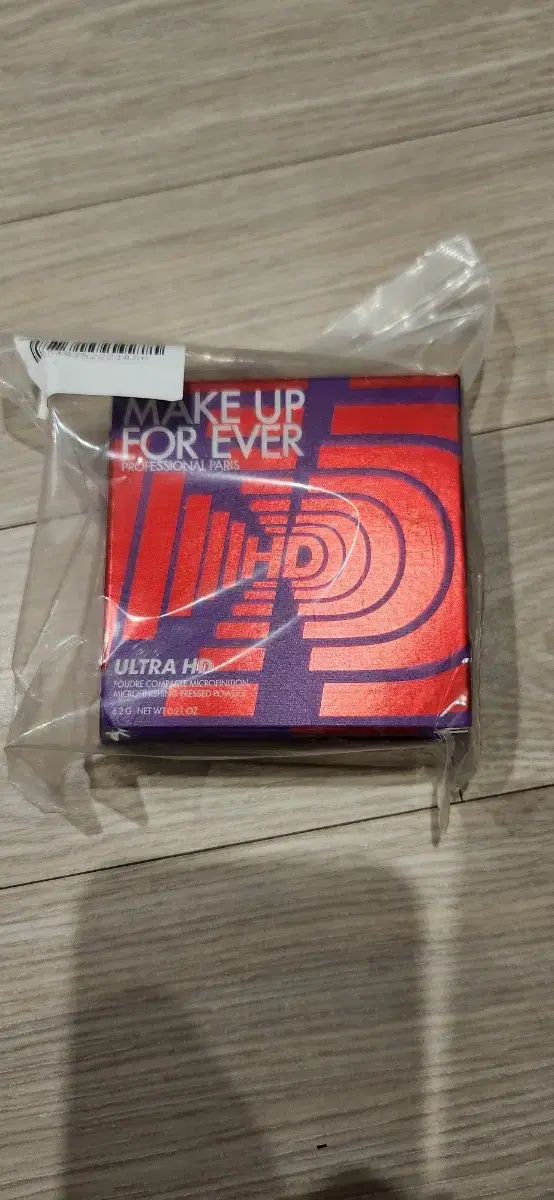 MAKE UP
FOR EVER
PROFESSIONAL PARIS
HD
ULTRA HD
POUDRE COMPACTE MICROFINITION
MICROFINISHING PRESSED POWDER
6.2 G NET WT. 0.21 OZ